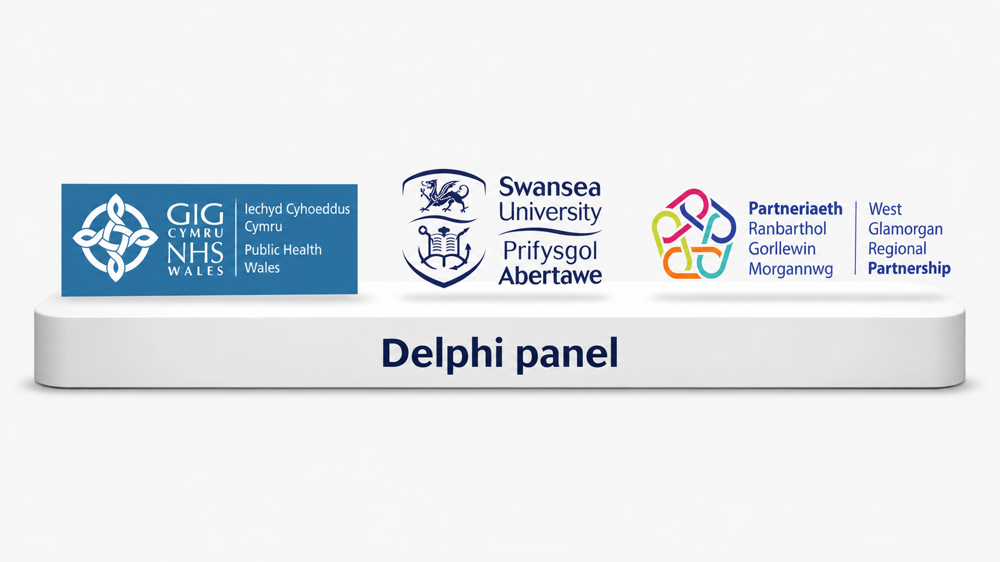 GIG
CYMRU
NHS
WALES
Iechyd Cyhoeddus
Cymru
Public Health
Wales
Swansea
University
Prifysgol
Abertawe
Partneriaeth
Ranbarthol
Gorllewin
Morgannwg
West
Glamorgan
Regional
Partnership
Delphi panel